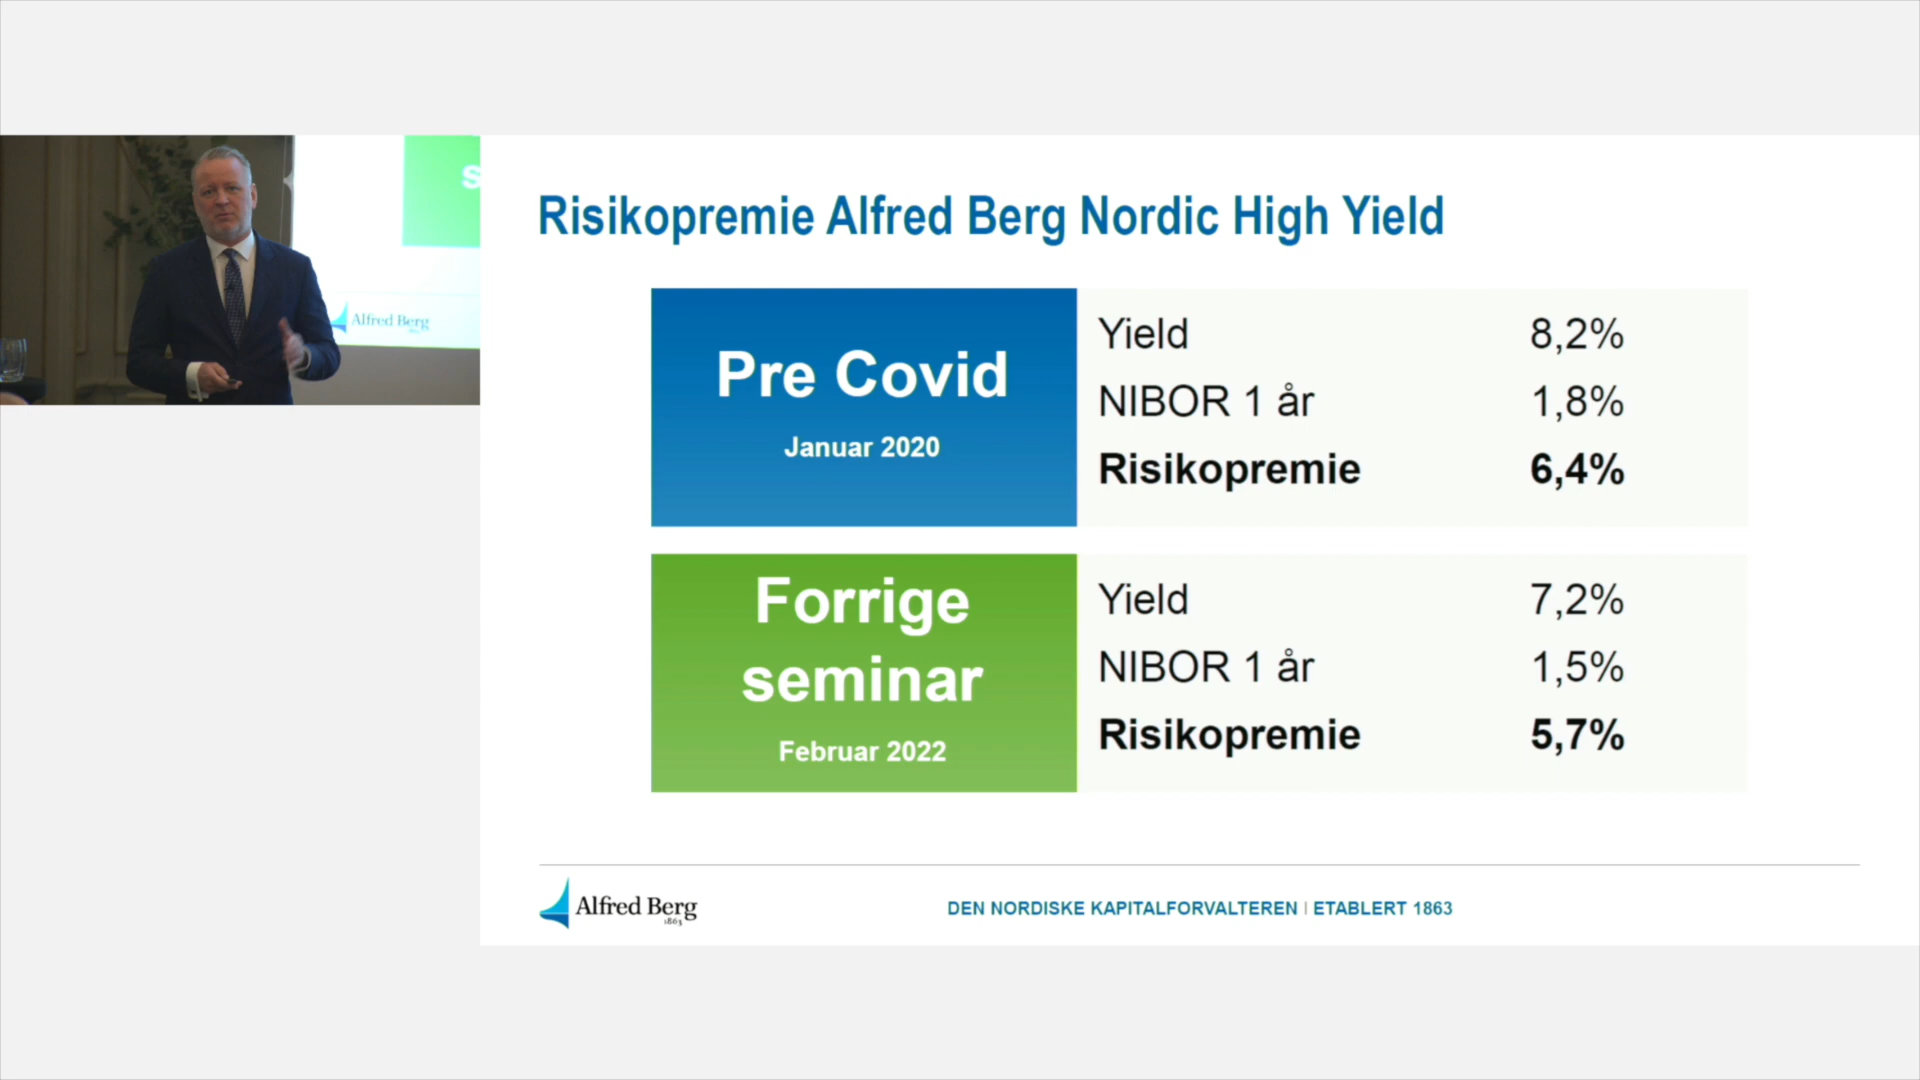 S
Alfred Berg
Risikopremie Alfred Berg Nordic High Yield
Pre Covid
Januar 2020
Yield 8,2%
NIBOR 1 år 1,8%
Risikopremie 6,4%
Forrige
seminar
Februar 2022
Yield 7,2%
NIBOR 1 år 1,5%
Risikopremie 5,7%
Alfred Berg
1863
DEN NORDISKE KAPITALFORVALTEREN | ETABLERT 1863